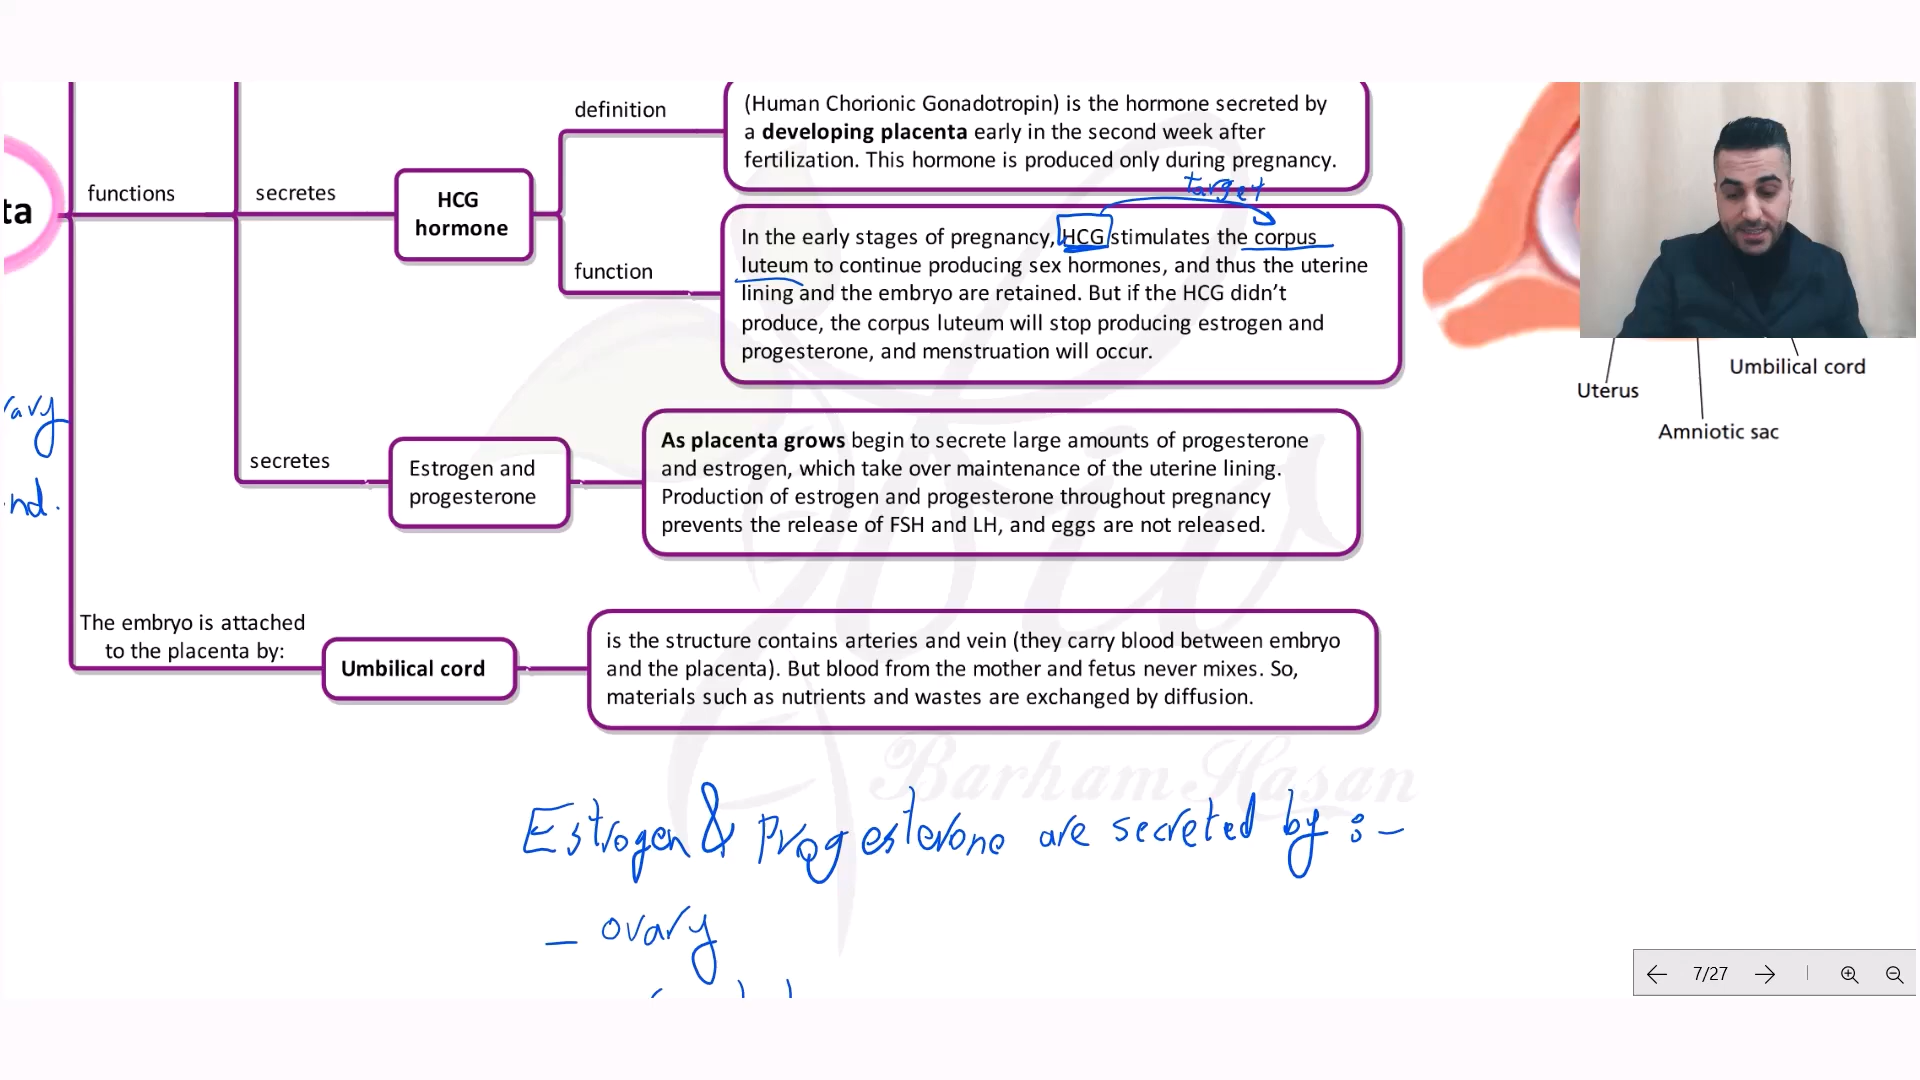 definition
(Human Chorionic Gonadotropin) is the hormone secreted by
a developing placenta early in the second week after
fertilization. This hormone is produced only during pregnancy.
target
ta
functions
secretes
HCG
hormone
function
In the early stages of pregnancy, HCG stimulates the corpus
luteum to continue producing sex hormones, and thus the uterine
lining and the embryo are retained. But if the HCG didn't
produce, the corpus luteum will stop producing estrogen and
progesterone, and menstruation will occur.
Umbilical cord
Uterus
Amniotic sac
secretes
Estrogen and
progesterone
As placenta grows begin to secrete large amounts of progesterone
and estrogen, which take over maintenance of the uterine lining.
Production of estrogen and progesterone throughout pregnancy
prevents the release of FSH and LH, and eggs are not released.
nd.
The embryo is attached
to the placenta by:
Umbilical cord
is the structure contains arteries and vein (they carry blood between embryo
and the placenta). But blood from the mother and fetus never mixes. So,
materials such as nutrients and wastes are exchanged by diffusion.
Barham Hasan
Estrogen & Progesterone are secreted by :-
- ovary
7/27